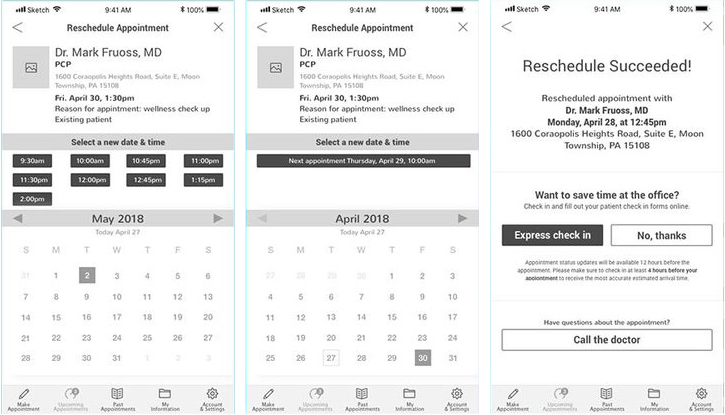 Sketch 9:41 AM 100%
Reschedule Appointment
Dr. Mark Fruoss, MD
PCP
1600 Coraopolis Heights Road, Suite E, Moon
Township, PA 15108
Fri. April 30, 1:30pm
Reason for appintment: wellness check up
Existing patient
Select a new date & time
9:30am 10:00am 10:45pm 11:00pm
11:30pm 12:00pm 12:45pm 1:15pm
2:00pm
May 2018
Today April 27
S M T W T F S
31 1 2 3 4 5 6
7 8 9 10 11 12 13
14 15 16 17 18 19 20
21 22 23 24 25 26 27
28 29 30 31 1 2 3
Make Appointment
Upcoming Appointments
Past Appointments
My Information
Account & Settings
Sketch 9:41 AM 100%
Reschedule Appointment
Dr. Mark Fruoss, MD
PCP
1600 Coraopolis Heights Road, Suite E, Moon
Township, PA 15108
Fri. April 30, 1:30pm
Reason for appintment: wellness check up
Existing patient
Select a new date & time
Next appointment Thursday, April 29, 10:00am
April 2018
Today April 27
S M T W T F S
27 28 29 30 1 2 3
4 5 6 7 8 9 10
11 12 13 14 15 16 17
18 19 20 21 22 23 24
25 26 27 28 29 30 31
Make Appointment
Upcoming Appointments
Past Appointments
My Information
Account & Settings
Sketch 9:41 AM 100%
Reschedule Succeeded!
Rescheduled appointment with
Dr. Mark Fruoss, MD
Monday, April 28, at 12:45pm
1600 Coraopolis Heights Road, Suite E, Moon
Township, PA 15108
Want to save time at the office?
Check in and fill out your patient check in forms online.
Express check in
No, thanks
Appointment status updates will be available 12 hours before the
appointment. Please make sure to check in at least 4 hours before your
appointment to receive the most accurate estimated arrival time.
Have questions about the appointment?
Call the doctor
Make Appointment
Upcoming Appointments
Past Appointments
My Information
Account & Settings